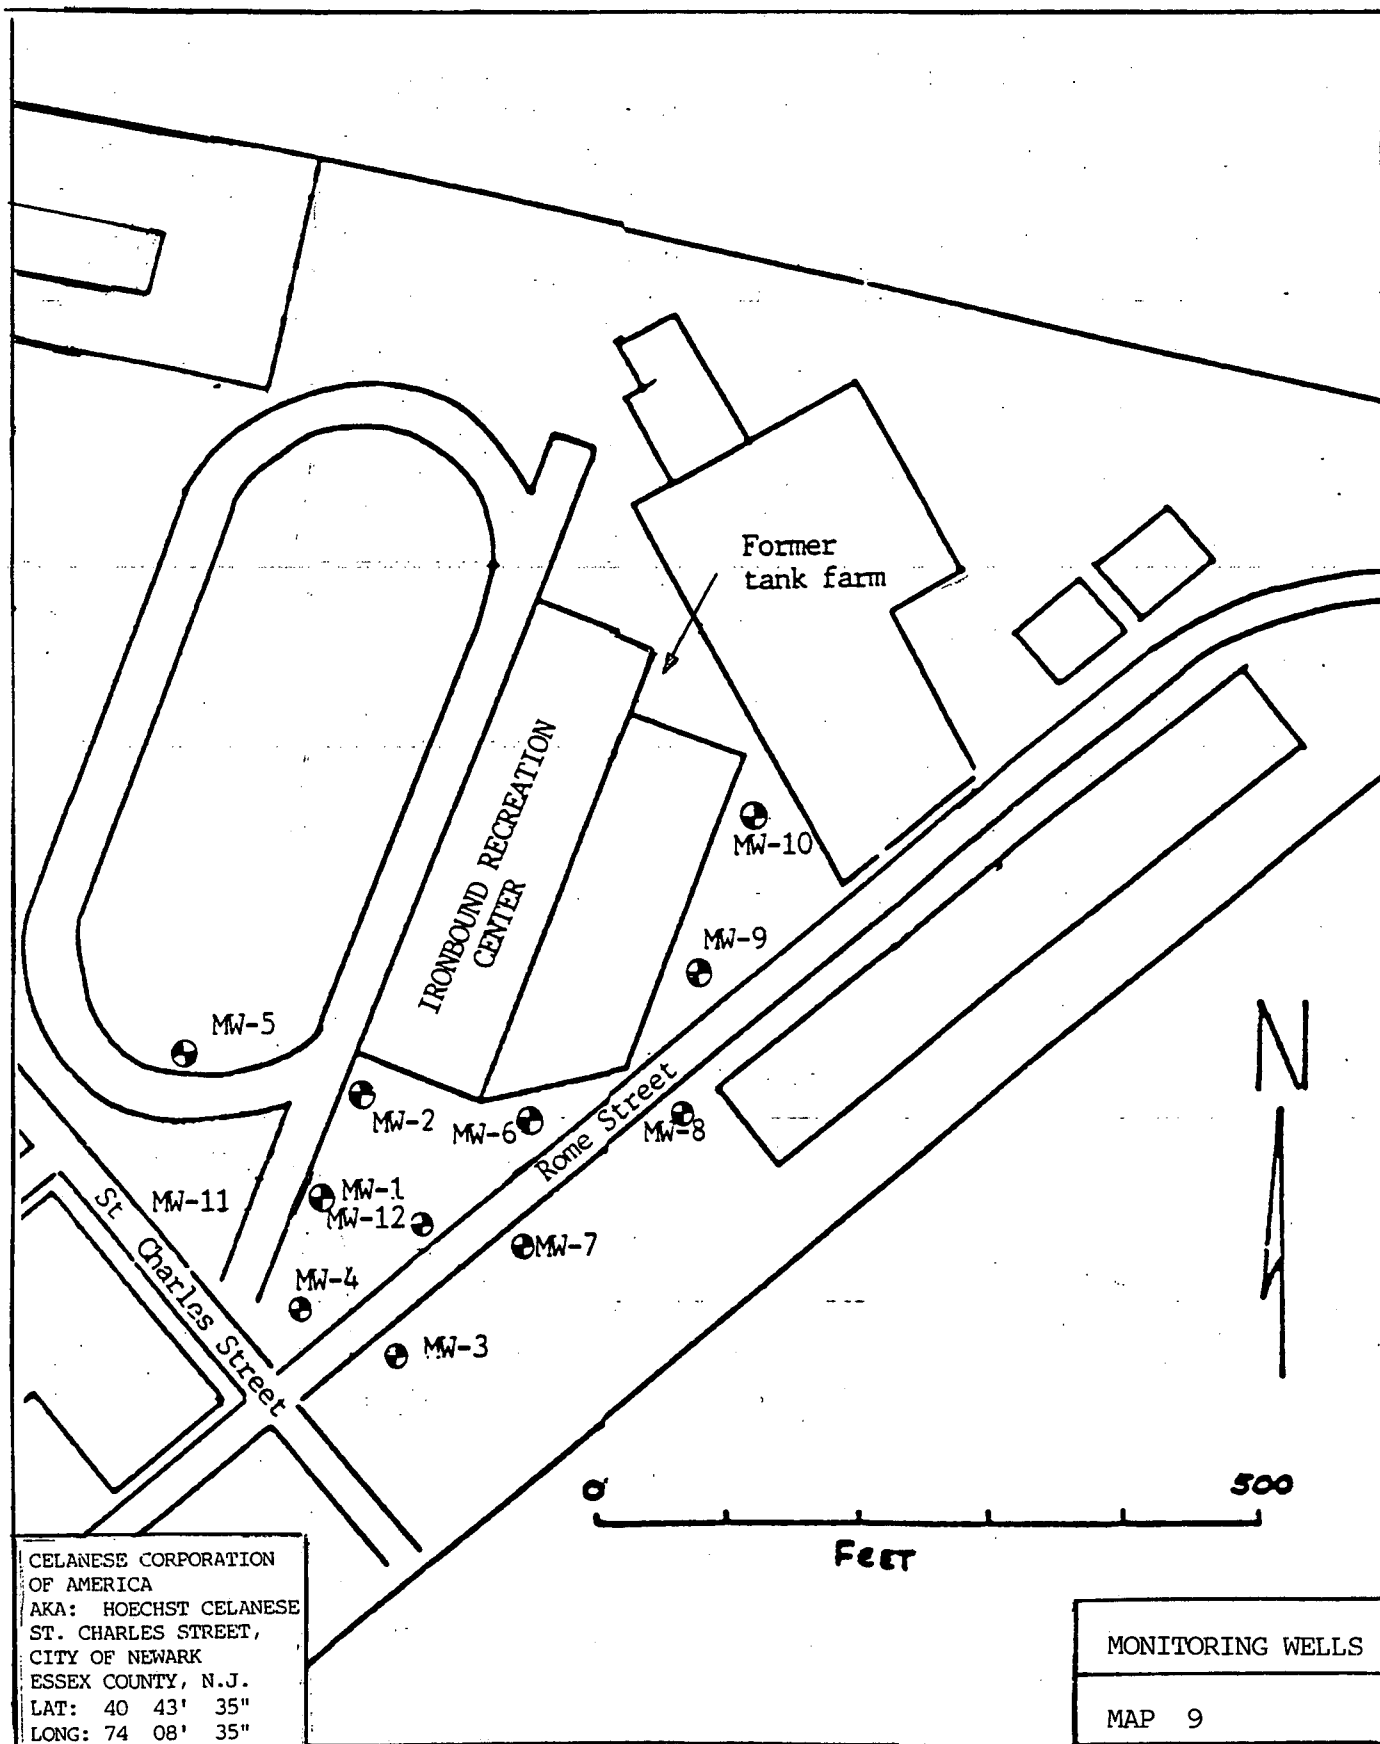 Former
tank farm
IRONBOUND RECREATION
CENTER
MW-10
MW-9
MW-5
MW-2
MW-6
MW-8
Rome Street
MW-11
MW-1
MW-12
MW-7
St Charles Street
MW-4
MW-3
N
0
500
FEET
CELANESE CORPORATION
OF AMERICA
AKA: HOECHST CELANESE
ST. CHARLES STREET,
CITY OF NEWARK
ESSEX COUNTY, N.J.
LAT: 40 43' 35"
LONG: 74 08' 35"
MONITORING WELLS
MAP 9